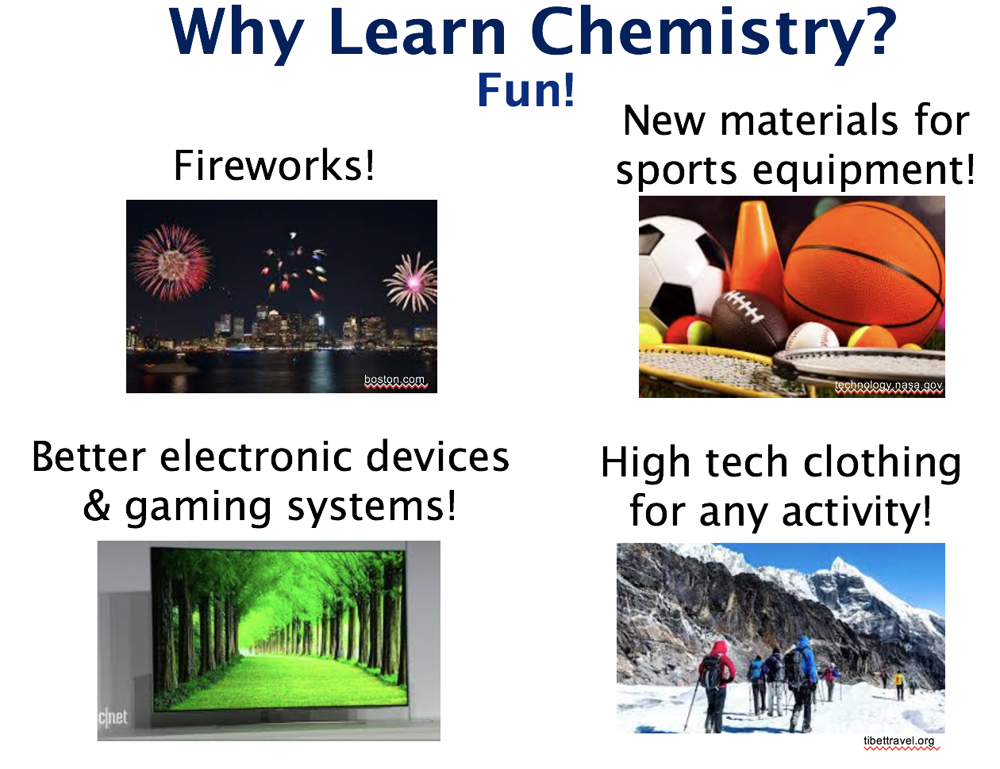 Why Learn Chemistry?
Fun!
Fireworks!
boston.com
New materials for
sports equipment!
technology.nasa.gov
Better electronic devices
& gaming systems!
c|net
High tech clothing
for any activity!
tibettravel.org